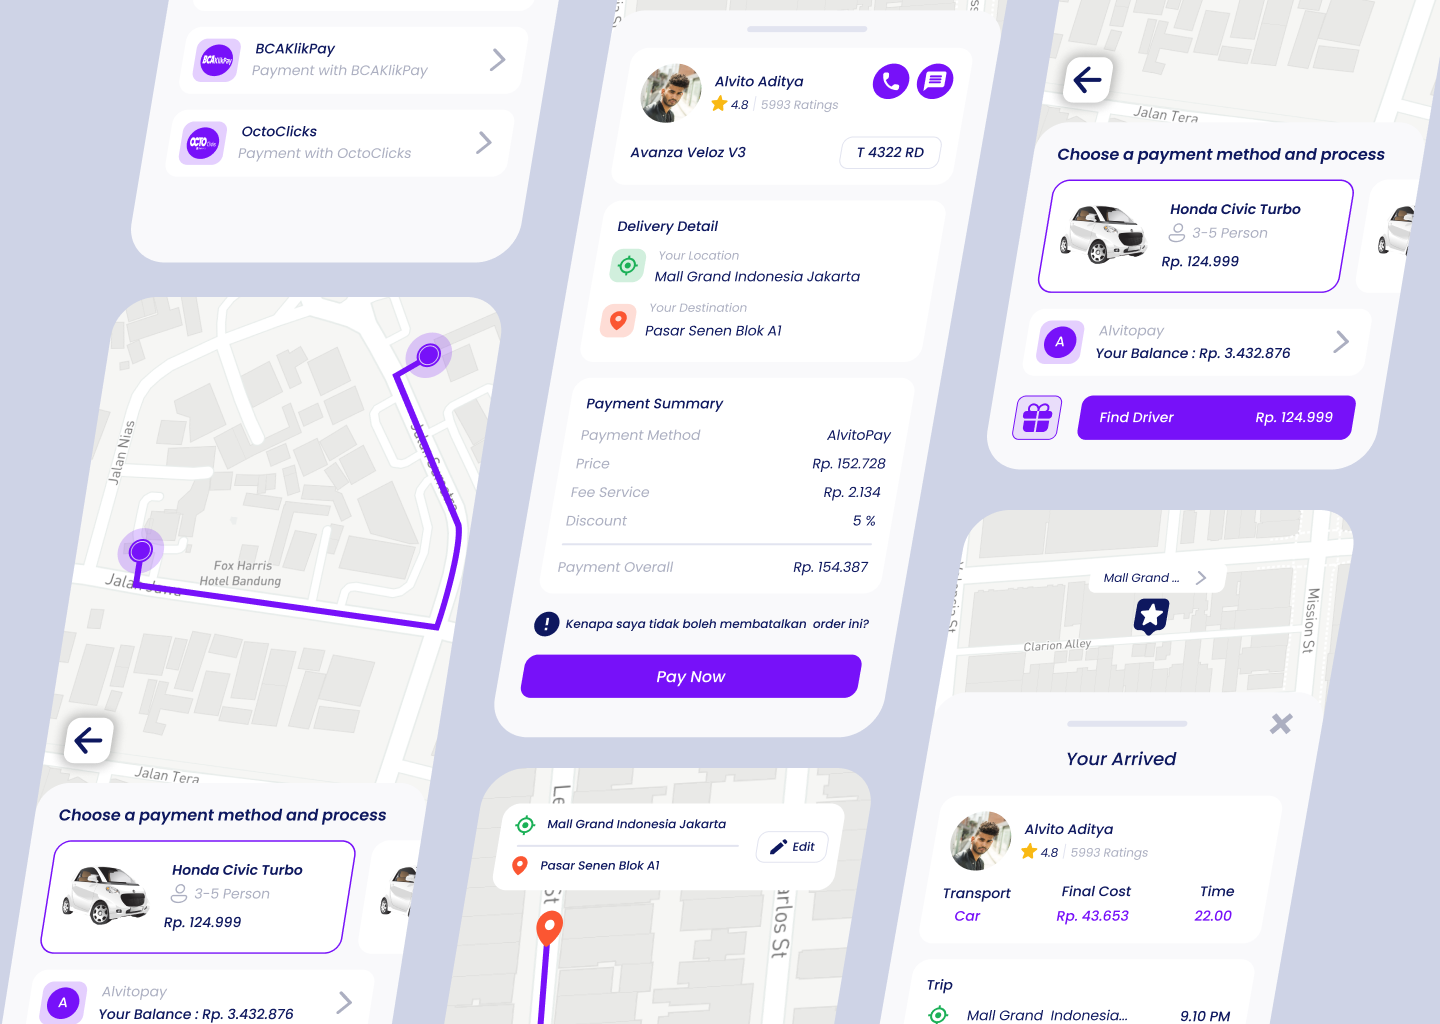 BCAKlikPay
Payment with BCAKlikPay
BCAKlikPay
OctoClicks
Payment with OctoClicks
OCTO
Jalan Nias
Jalan Sumatra
Fox Harris
Hotel Bandung
Jalan Jawa
Jalan Tera
Choose a payment method and process
Honda Civic Turbo
3-5 Person
Rp. 124.999
Alvitopay
A
Your Balance : Rp. 3.432.876
Alvito Aditya
4.8
5993 Ratings
Avanza Veloz V3
T 4322 RD
Delivery Detail
Your Location
Mall Grand Indonesia Jakarta
Your Destination
Pasar Senen Blok A1
Payment Summary
Payment Method
AlvitoPay
Price
Rp. 152.728
Fee Service
Rp. 2.134
Discount
5 %
Payment Overall
Rp. 154.387
! Kenapa saya tidak boleh membatalkan order ini?
Pay Now
Mall Grand Indonesia Jakarta
Edit
Pasar Senen Blok A1
St
arlos St
Jalan Tera
Choose a payment method and process
Honda Civic Turbo
3-5 Person
Rp. 124.999
Alvitopay
A
Your Balance : Rp. 3.432.876
Find Driver
Rp. 124.999
Mall Grand ...
Clarion Alley
Mission St
Your Arrived
Alvito Aditya
4.8
5993 Ratings
Transport
Final Cost
Time
Car
Rp. 43.653
22.00
Trip
Mall Grand Indonesia...
9.10 PM